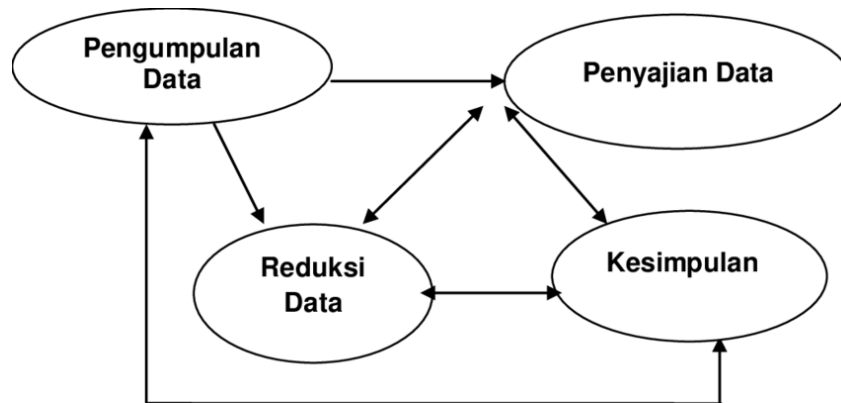 Pengumpulan
Data
Penyajian Data
Reduksi
Data
Kesimpulan